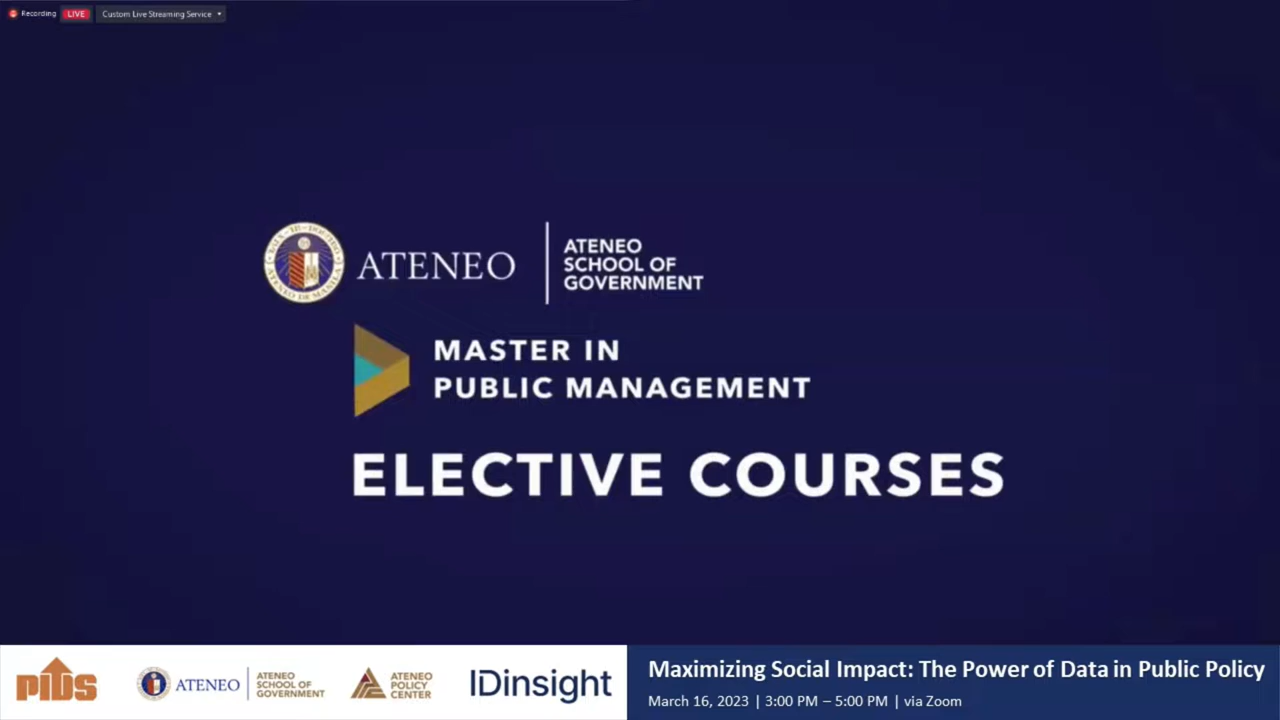 Recording
LIVE
Custom Live Streaming Service
ATENEO
ATENEO
SCHOOL OF
GOVERNMENT
MASTER IN
PUBLIC MANAGEMENT
ELECTIVE COURSES
pids
ATENEO
ATENEO
SCHOOL OF
GOVERNMENT
ATENEO
POLICY
CENTER
IDinsight
Maximizing Social Impact: The Power of Data in Public Policy
March 16, 2023 | 3:00 PM – 5:00 PM | via Zoom